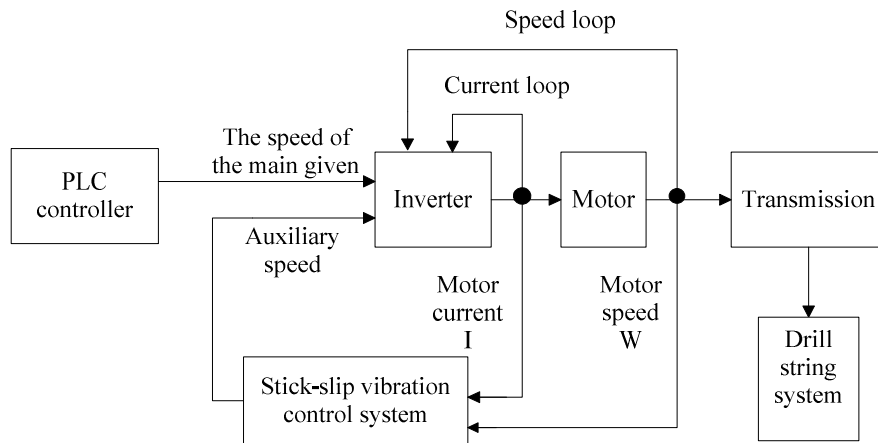 Speed loop
Current loop
The speed of
the main given
PLC
controller
Inverter
Motor
Transmission
Auxiliary
speed
Motor
current
I
Motor
speed
W
Drill
string
system
Stick-slip vibration
control system